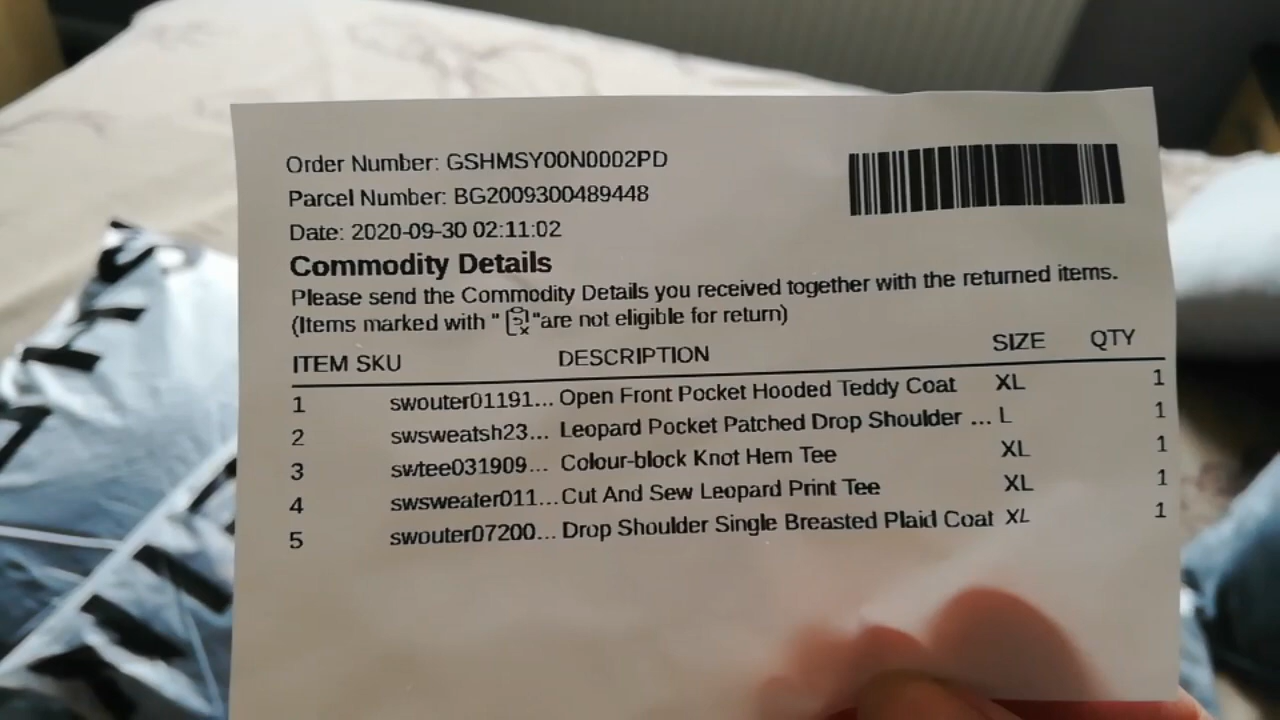 Order Number: GSHMSY00N0002PD
Parcel Number: BG2009300489448
Date: 2020-09-30 02:11:02
Commodity Details
Please send the Commodity Details you received together with the returned items.
(Items marked with " "are not eligible for return)
ITEM SKU DESCRIPTION SIZE QTY
1 swouter01191... Open Front Pocket Hooded Teddy Coat XL 1
2 swsweatsh23... Leopard Pocket Patched Drop Shoulder ... L 1
3 swtee031909... Colour-block Knot Hem Tee XL 1
4 swsweater011... Cut And Sew Leopard Print Tee XL 1
5 swouter07200... Drop Shoulder Single Breasted Plaid Coat XL 1